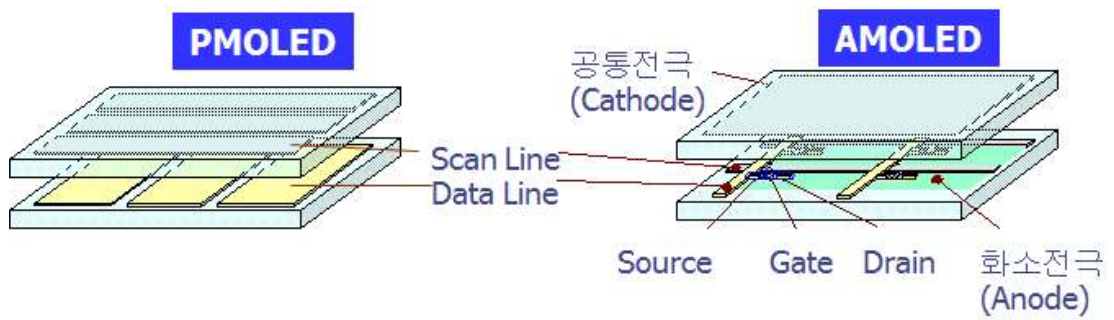 PMOLED
AMOLED
공통전극
(Cathode)
Scan Line
Data Line
Source
Gate
Drain
화소전극
(Anode)